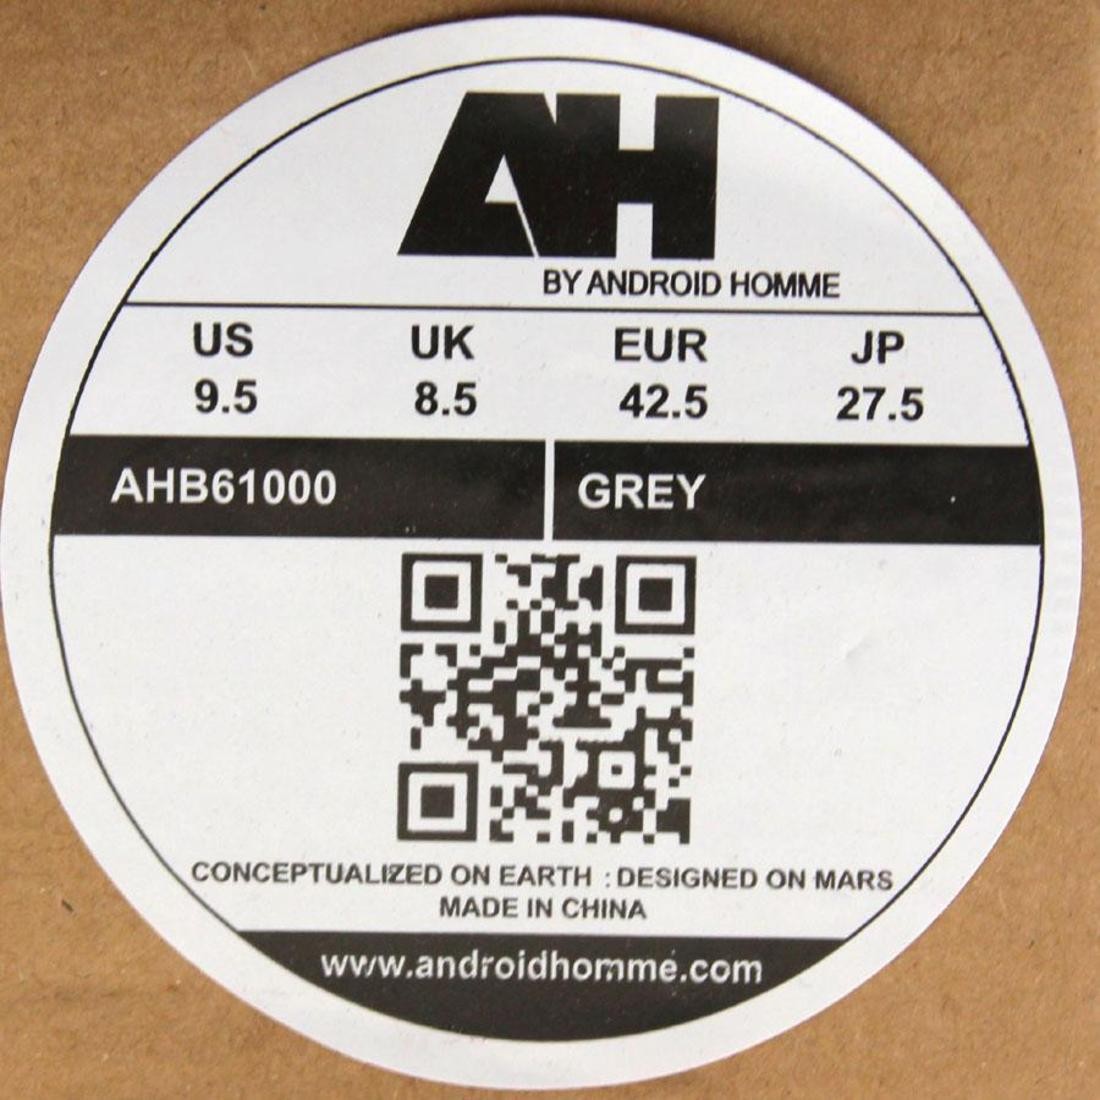 AH
BY ANDROID HOMME
US UK EUR JP
9.5 8.5 42.5 27.5
AHB61000 GREY
CONCEPTUALIZED ON EARTH : DESIGNED ON MARS
MADE IN CHINA
www.androidhomme.com